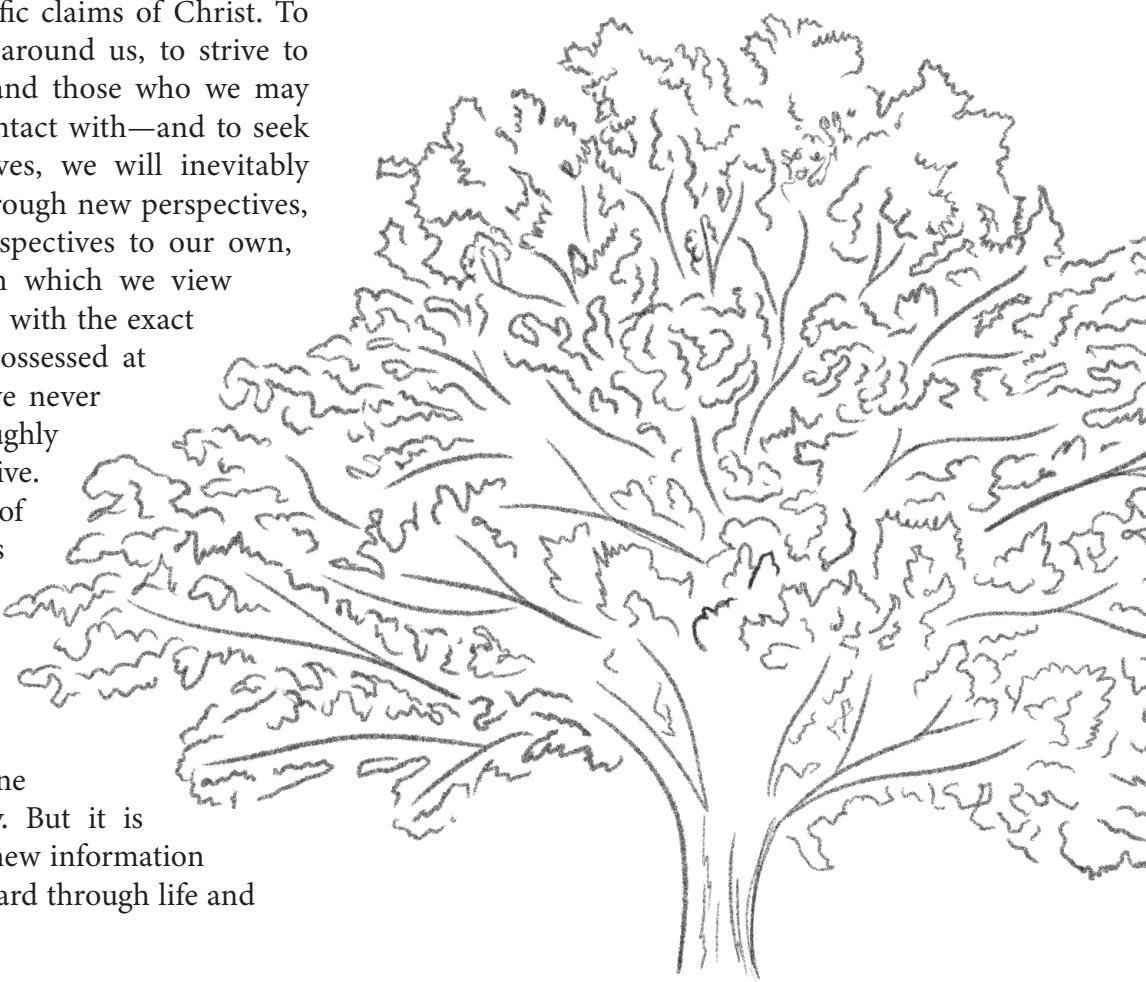 fic claims of Christ. To
around us, to strive to
and those who we may
ntact with—and to seek
ves, we will inevitably
rough new perspectives,
spectives to our own,
n which we view
with the exact
ossessed at
ve never
ughly
ive.
of
s
ne
y. But it is
new information
ard through life and